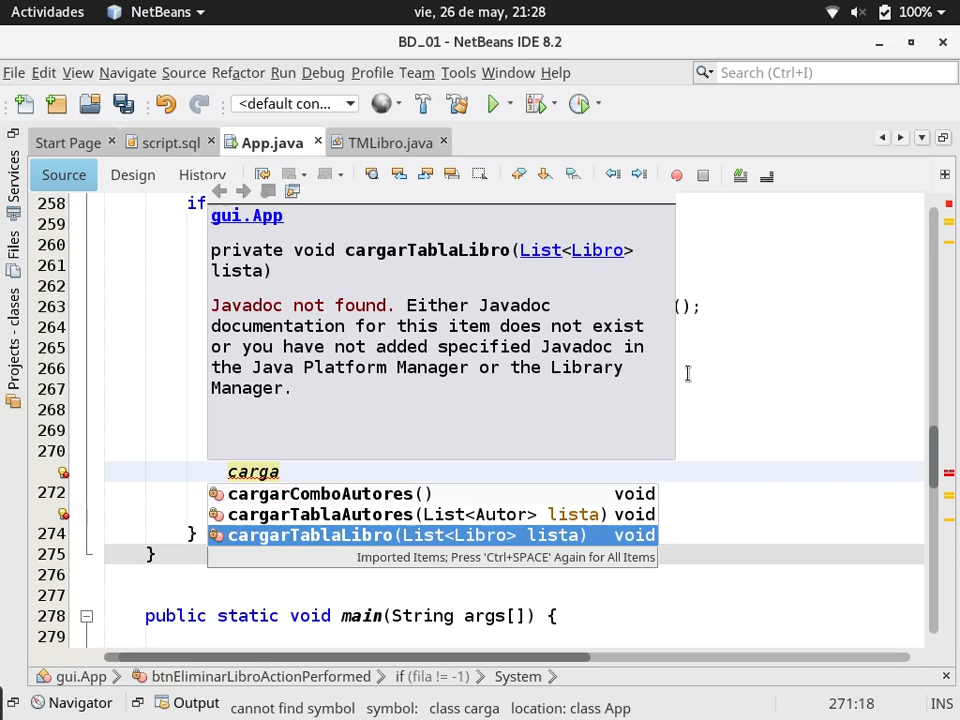 Actividades NetBeans vie, 26 de may, 21:28 100%
BD_01 - NetBeans IDE 8.2
File Edit View Navigate Source Refactor Run Debug Profile Team Tools Window Help Search (Ctrl+I)
<default con...
Start Page script.sql App.java TMLibro.java
Source Design History
Services
Files
Projects - clases
258 if
gui.App
259
private void cargarTablaLibro(List<Libro>
260
lista)
261
262
Javadoc not found. Either Javadoc
263 ();
documentation for this item does not exist
264
or you have not added specified Javadoc in
265
the Java Platform Manager or the Library
266
Manager.
267
268
269
270
carga
272 cargarComboAutores() void
cargarTablaAutores(List<Autor> lista) void
274 } cargarTablaLibro(List<Libro> lista) void
275 } Imported Items; Press 'Ctrl+SPACE' Again for All Items
276
277
278 public static void main(String args[]) {
279
gui.App btnEliminarLibroActionPerformed if (fila != -1) System
Navigator Output cannot find symbol symbol: class carga location: class App 271:18 INS